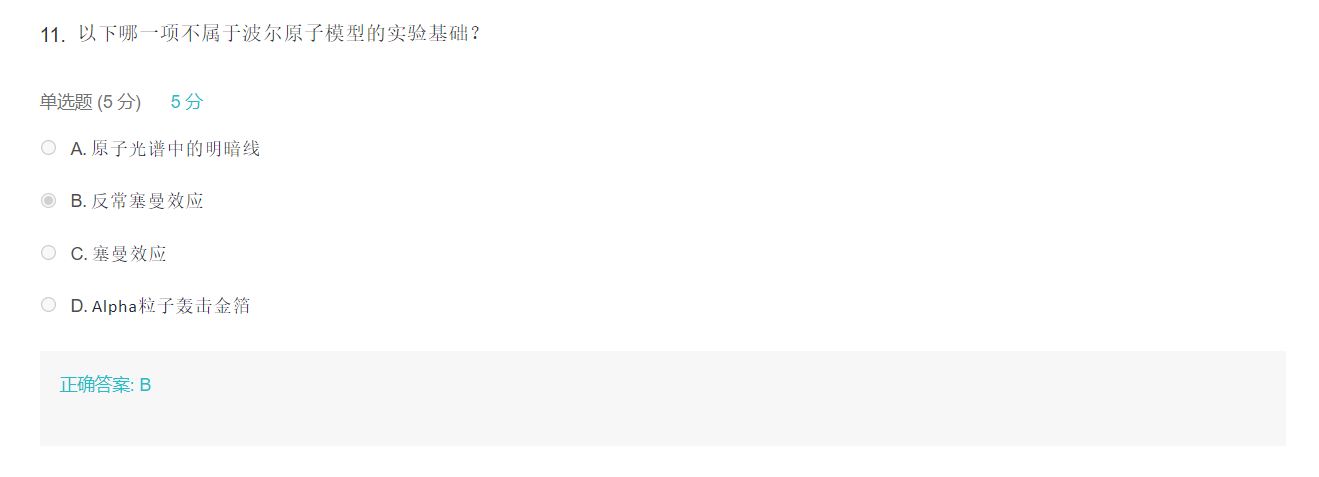 11. 以下哪一项不属于波尔原子模型的实验基础?
单选题 (5 分) 5 分
A. 原子光谱中的明暗线
B. 反常塞曼效应
C. 塞曼效应
D. Alpha粒子轰击金箔
正确答案: B